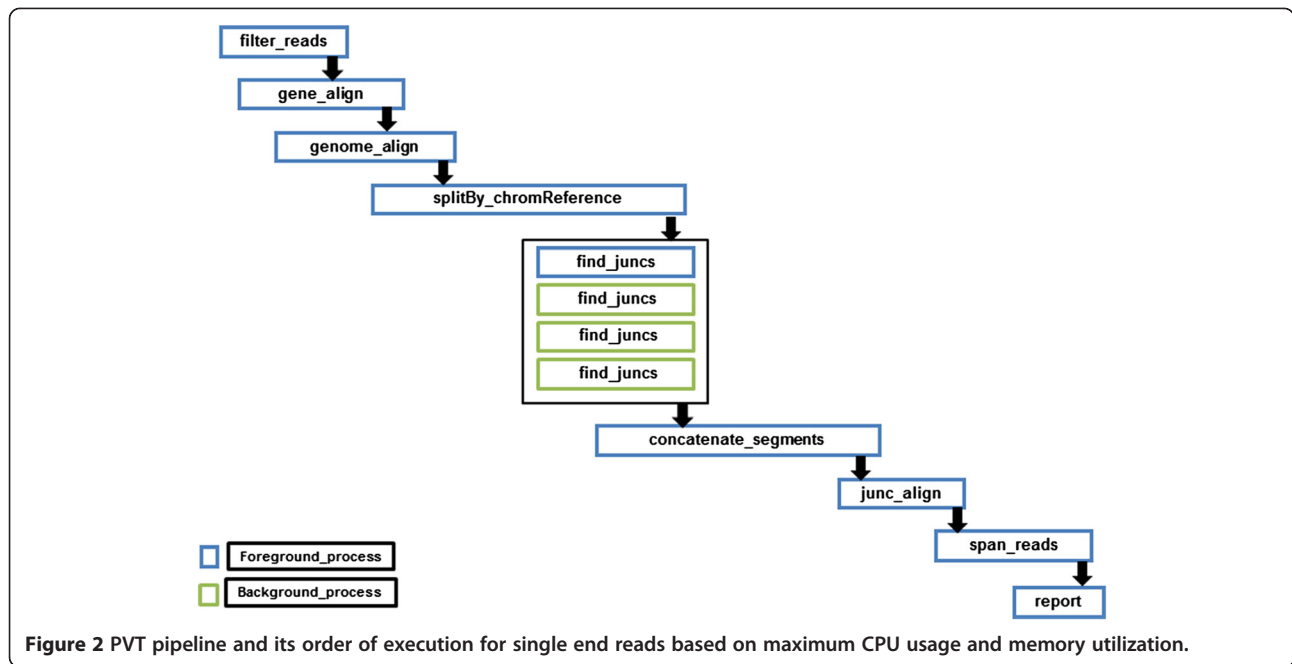 filter_reads
gene_align
genome_align
splitBy_chromReference
find_juncs
find_juncs
find_juncs
find_juncs
concatenate_segments
junc_align
span_reads
report
Foreground_process
Background_process
Figure 2 PVT pipeline and its order of execution for single end reads based on maximum CPU usage and memory utilization.